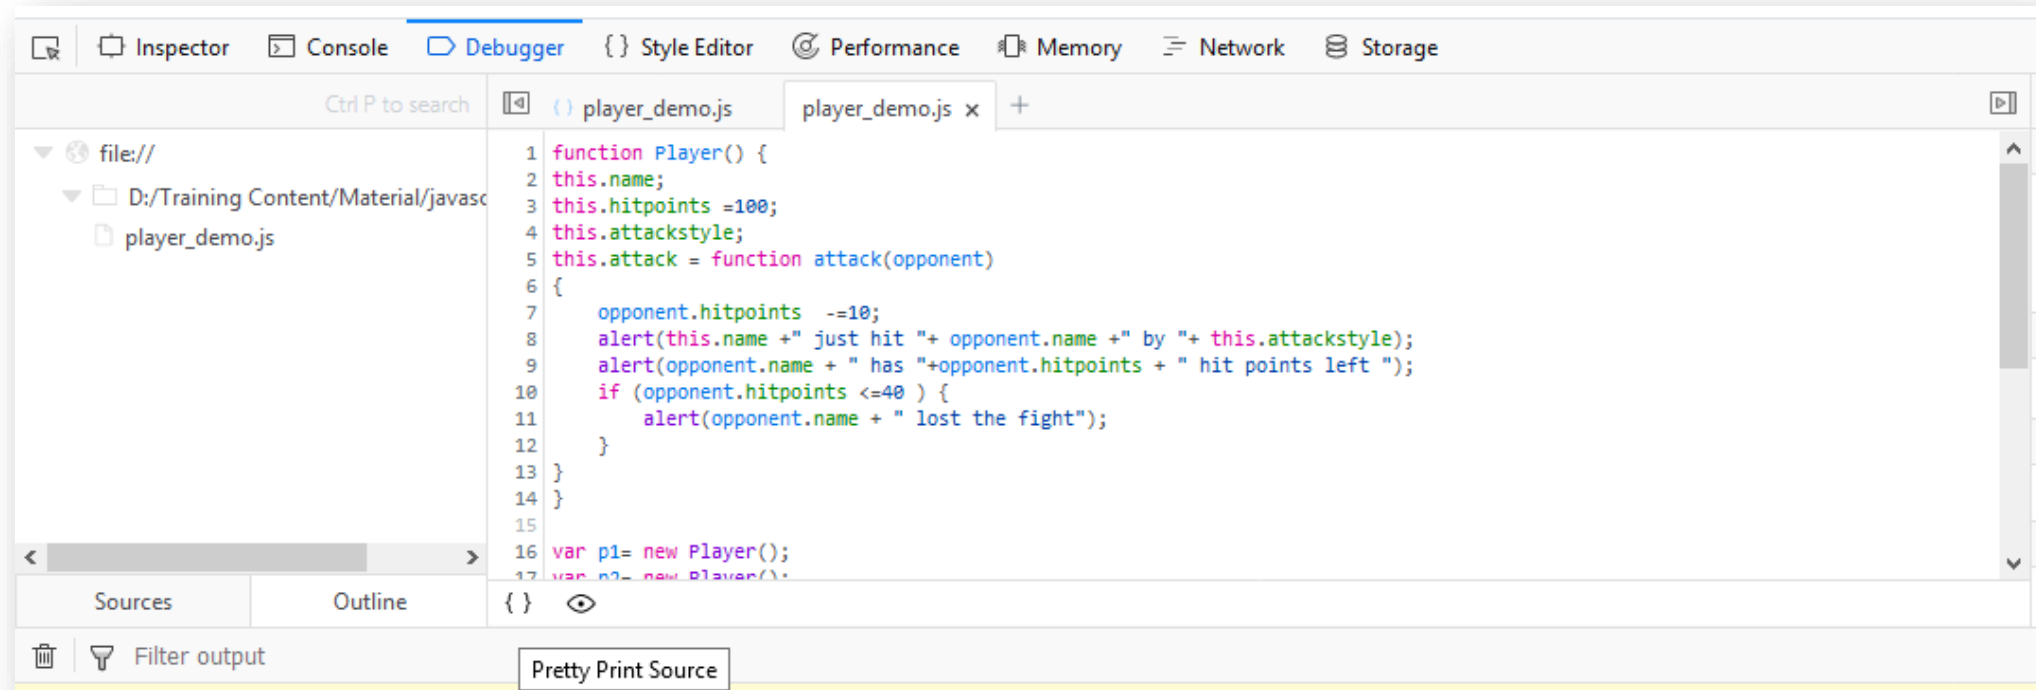 Inspector Console Debugger { } Style Editor Performance Memory Network Storage
Ctrl P to search
{ } player_demo.js player_demo.js × +
file://
D:/Training Content/Material/javasc
player_demo.js
1 function Player() {
2 this.name;
3 this.hitpoints =100;
4 this.attackstyle;
5 this.attack = function attack(opponent)
6 {
7 opponent.hitpoints  -=10;
8 alert(this.name +" just hit "+ opponent.name +" by "+ this.attackstyle);
9 alert(opponent.name + " has "+opponent.hitpoints + " hit points left ");
10 if (opponent.hitpoints <=40 ) {
11 alert(opponent.name + " lost the fight");
12 }
13 }
14 }
15
16 var p1= new Player();
17 var p2= new Player();
Sources Outline
{ }
Filter output
Pretty Print Source